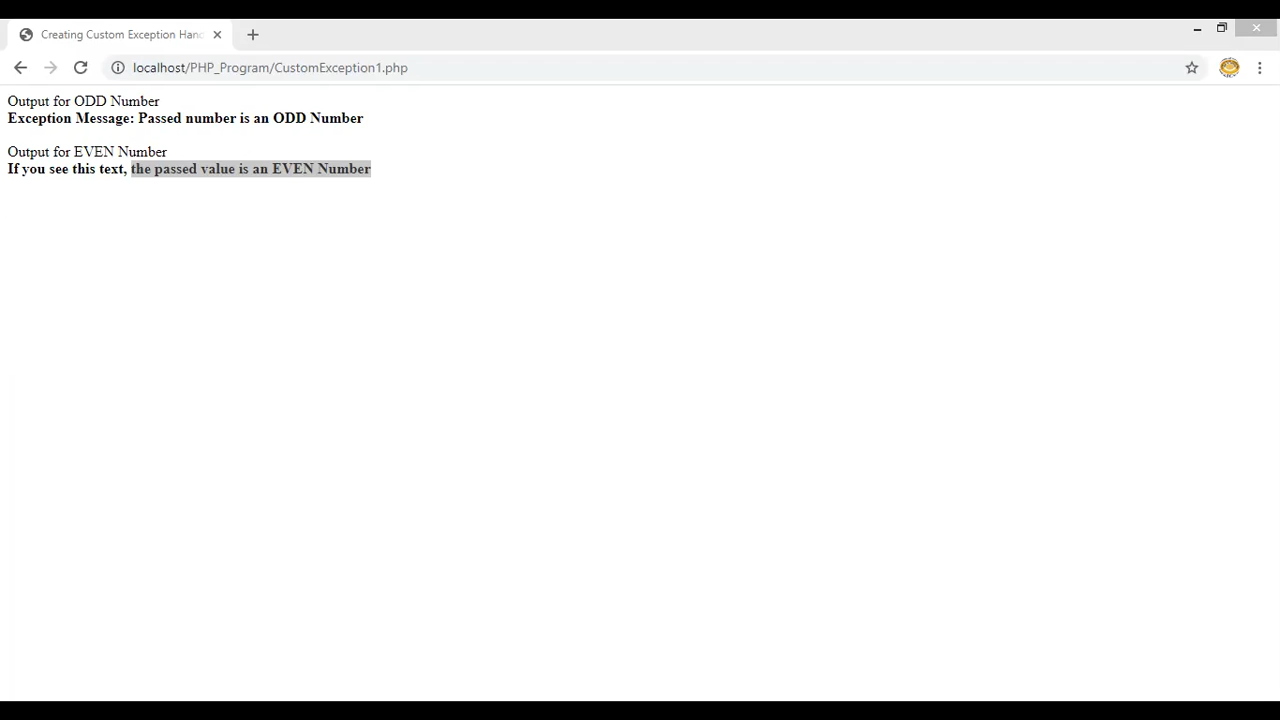 Creating Custom Exception Han
localhost/PHP_Program/CustomException1.php
Output for ODD Number
Exception Message: Passed number is an ODD Number
Output for EVEN Number
If you see this text, the passed value is an EVEN Number